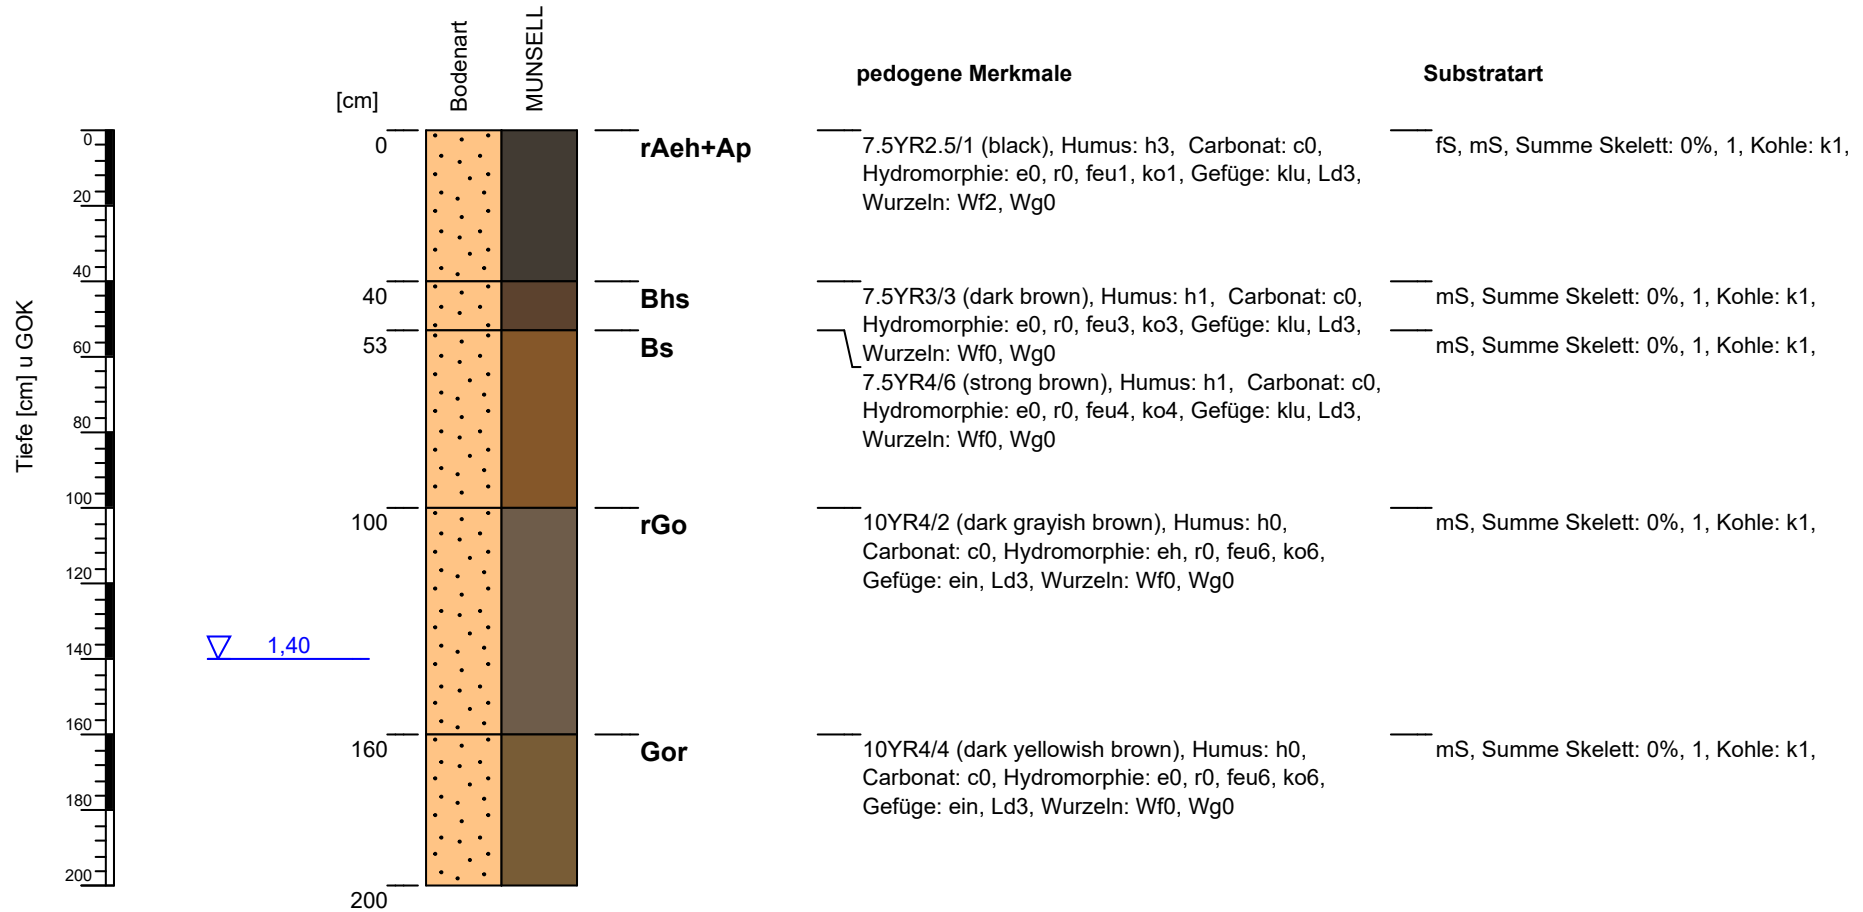 Bodenart
MUNSELL
pedogene Merkmale
Substratart
[cm]
Tiefe [cm] u GOK
0
20
40
60
80
100
120
140
160
180
200
1,40
0
rAeh+Ap
7.5YR2.5/1 (black), Humus: h3, Carbonat: c0,
Hydromorphie: e0, r0, feu1, ko1, Gefüge: klu, Ld3,
Wurzeln: Wf2, Wg0
fS, mS, Summe Skelett: 0%, 1, Kohle: k1,
40
Bhs
7.5YR3/3 (dark brown), Humus: h1, Carbonat: c0,
Hydromorphie: e0, r0, feu3, ko3, Gefüge: klu, Ld3,
Wurzeln: Wf0, Wg0
mS, Summe Skelett: 0%, 1, Kohle: k1,
53
Bs
7.5YR4/6 (strong brown), Humus: h1, Carbonat: c0,
Hydromorphie: e0, r0, feu4, ko4, Gefüge: klu, Ld3,
Wurzeln: Wf0, Wg0
mS, Summe Skelett: 0%, 1, Kohle: k1,
100
rGo
10YR4/2 (dark grayish brown), Humus: h0,
Carbonat: c0, Hydromorphie: eh, r0, feu6, ko6,
Gefüge: ein, Ld3, Wurzeln: Wf0, Wg0
mS, Summe Skelett: 0%, 1, Kohle: k1,
160
Gor
10YR4/4 (dark yellowish brown), Humus: h0,
Carbonat: c0, Hydromorphie: e0, r0, feu6, ko6,
Gefüge: ein, Ld3, Wurzeln: Wf0, Wg0
mS, Summe Skelett: 0%, 1, Kohle: k1,
200